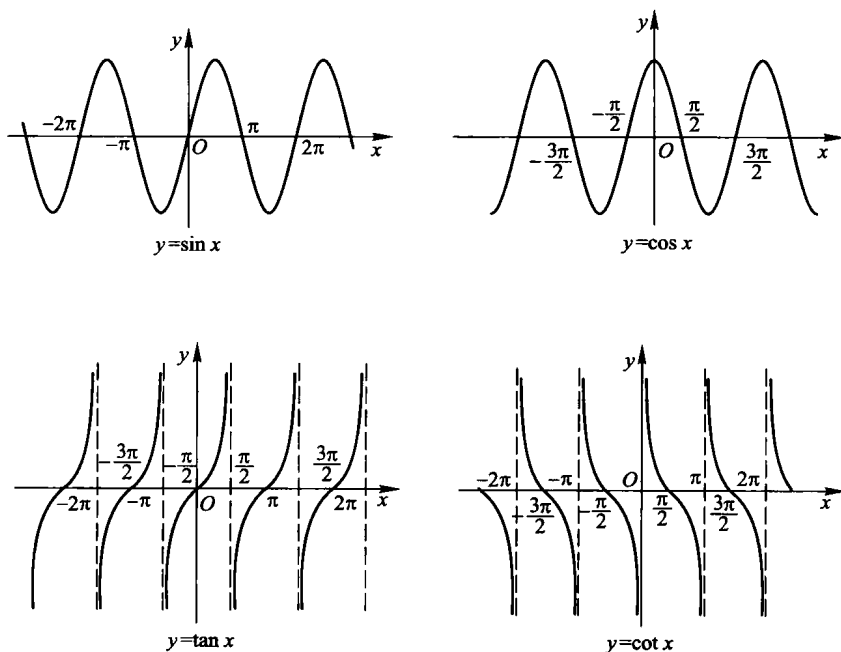 y
-2π
-π
O
π
2π
x
y=sin x
y
-3π/2
-π/2
O
π/2
3π/2
x
y=cos x
y
-2π
-3π/2
-π
-π/2
O
π/2
π
3π/2
2π
x
y=tan x
y
-2π
-3π/2
-π
-π/2
O
π/2
π
3π/2
2π
x
y=cot x